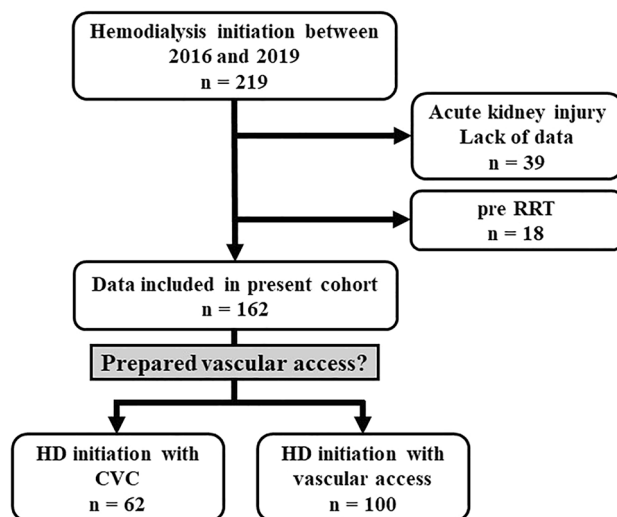 Hemodialysis initiation between
2016 and 2019
n = 219
Acute kidney injury
Lack of data
n = 39
pre RRT
n = 18
Data included in present cohort
n = 162
Prepared vascular access?
HD initiation with
CVC
n = 62
HD initiation with
vascular access
n = 100